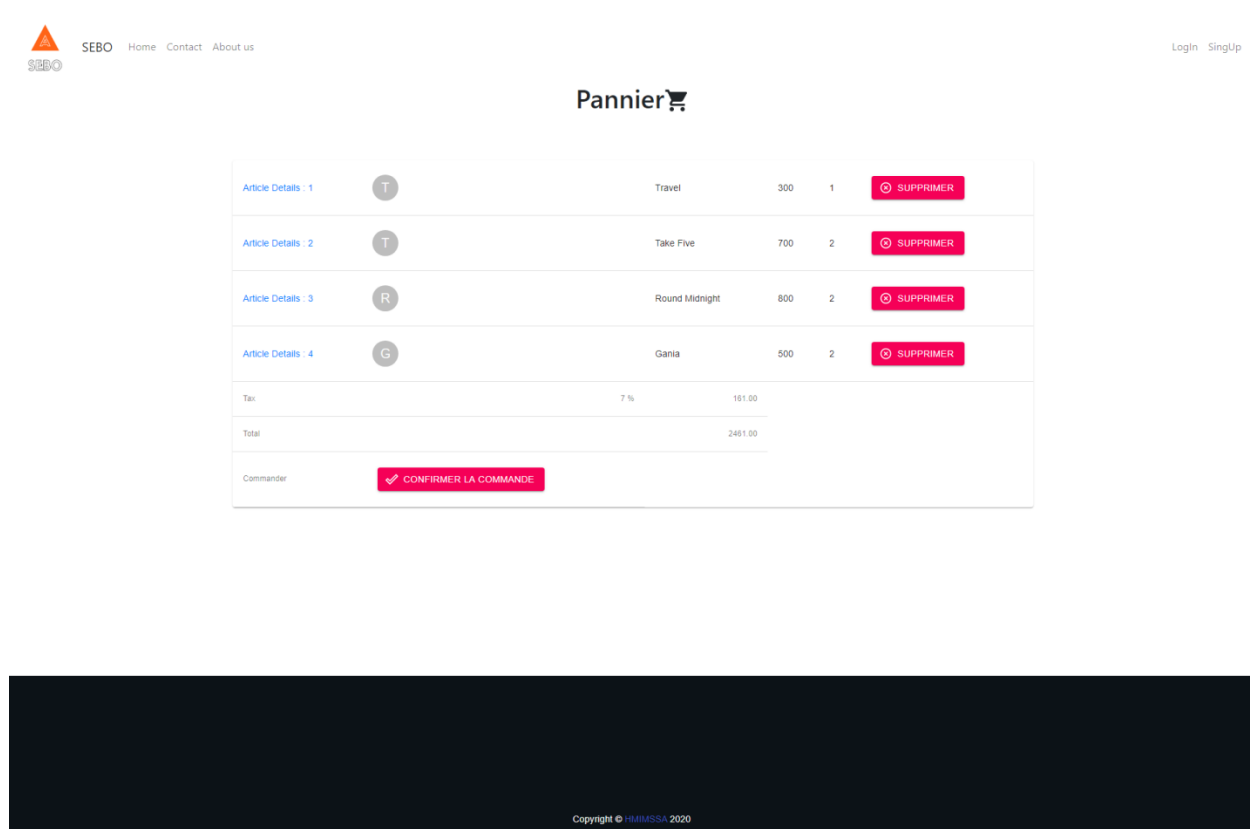 SEBO Home Contact About us LogIn SingUp
SEBO
Pannier
Article Details : 1 T Travel 300 1 SUPPRIMER
Article Details : 2 T Take Five 700 2 SUPPRIMER
Article Details : 3 R Round Midnight 800 2 SUPPRIMER
Article Details : 4 G Gania 500 2 SUPPRIMER
Tax 7 % 161.00
Total 2461.00
Commander CONFIRMER LA COMMANDE
Copyright © HMIMSSA 2020